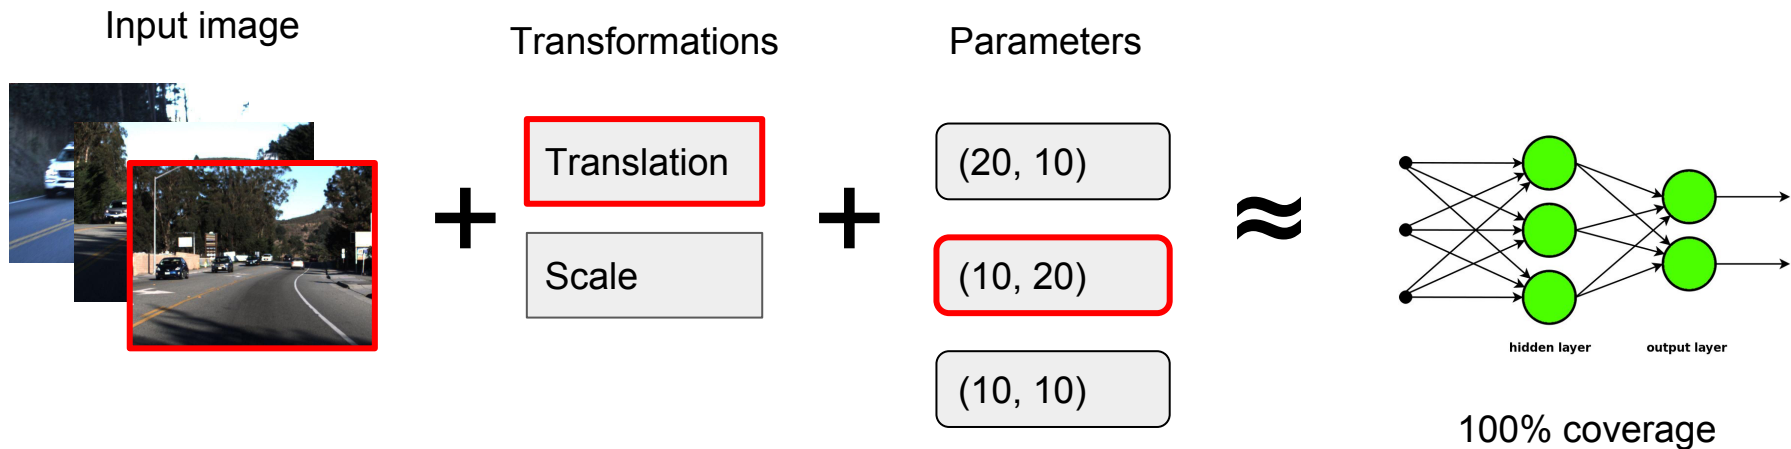 Input image
Transformations
Parameters
Translation
Scale
(20, 10)
(10, 20)
(10, 10)
+
+
≈
hidden layer
output layer
100% coverage